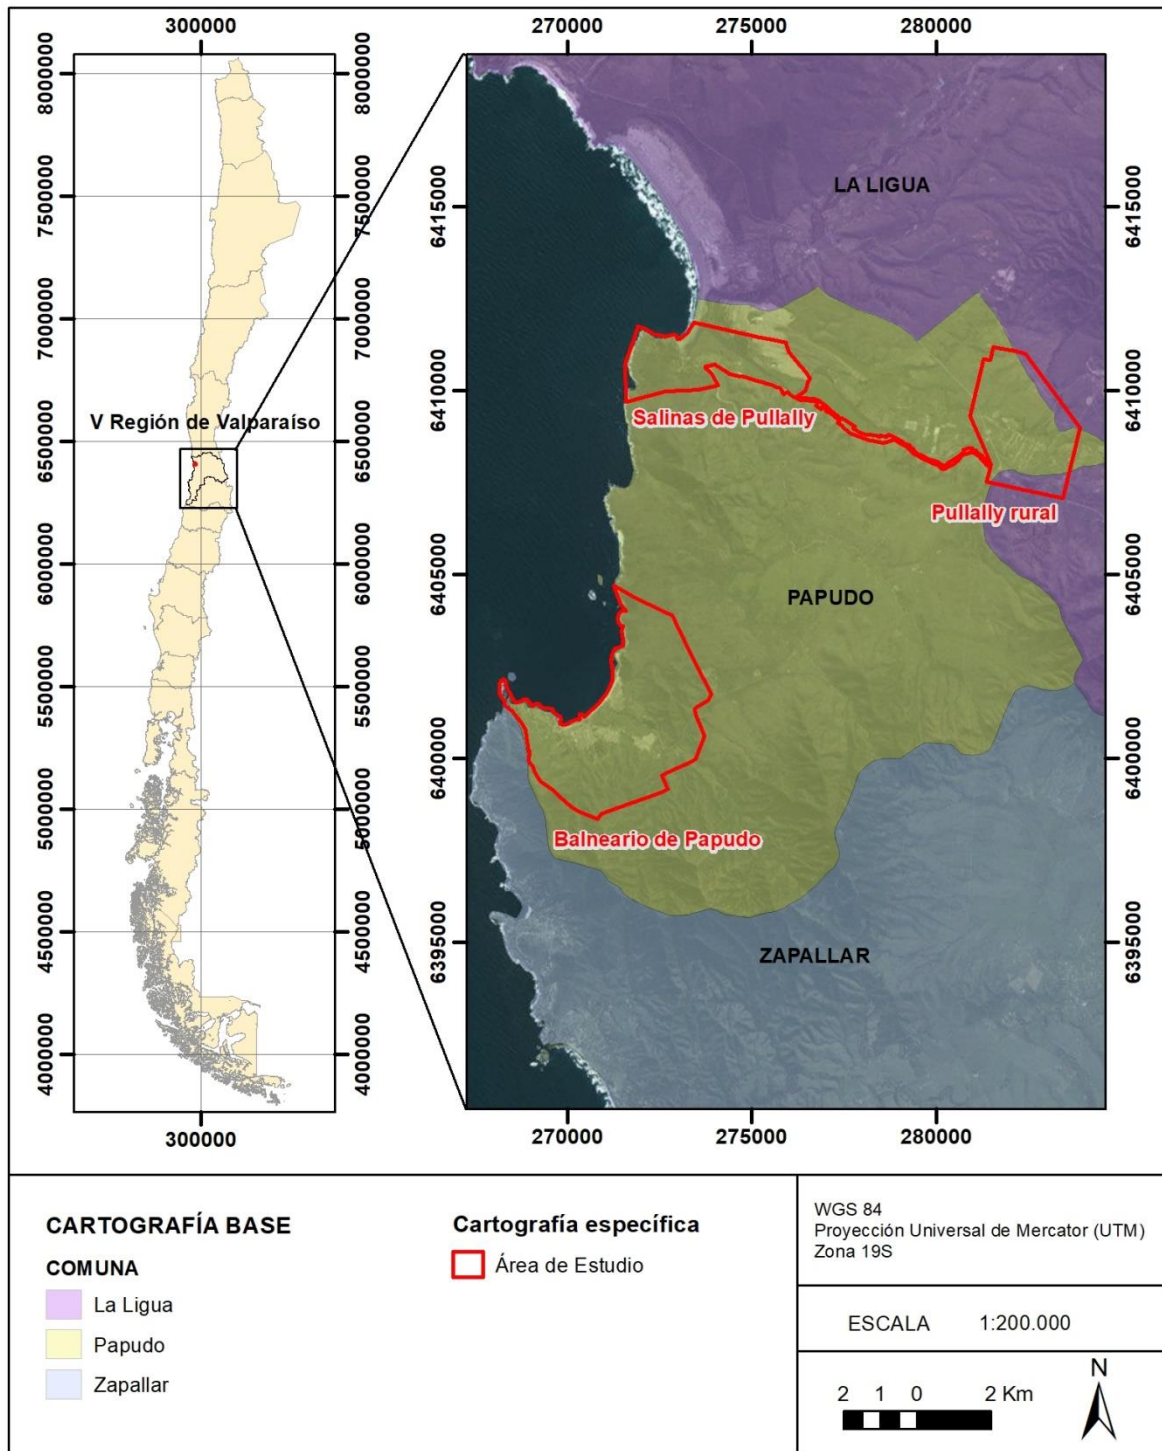 300000
270000
275000
280000
8000000
8000000
7500000
7500000
7000000
7000000
6500000
6500000
6000000
6000000
5500000
5500000
5000000
5000000
4500000
4500000
4000000
4000000
300000
V Región de Valparaíso
6415000
6415000
6410000
6410000
6405000
6405000
6400000
6400000
6395000
6395000
LA LIGUA
Salinas de Pullally
Pullally rural
PAPUDO
Balneario de Papudo
ZAPALLAR
270000
275000
280000
CARTOGRAFÍA BASE
COMUNA
La Ligua
Papudo
Zapallar
Cartografía específica
Área de Estudio
WGS 84
Proyección Universal de Mercator (UTM)
Zona 19S
ESCALA 1:200.000
2 1 0 2 Km
N